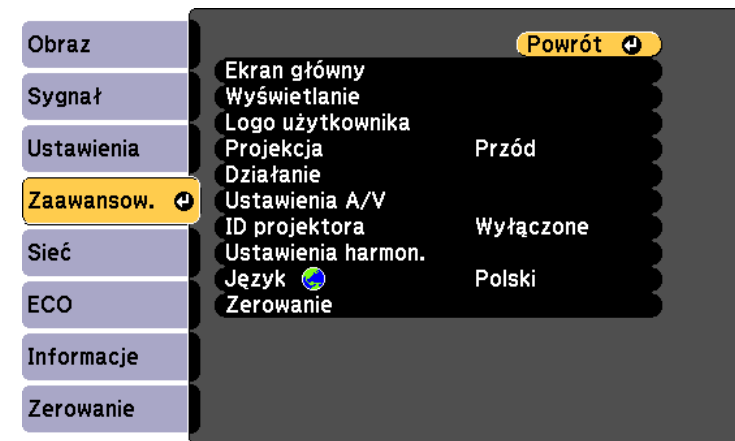 Obraz
Sygnał
Ustawienia
Zaawansow.
Sieć
ECO
Informacje
Zerowanie
Powrót
Ekran główny
Wyświetlanie
Logo użytkownika
Projekcja Przód
Działanie
Ustawienia A/V
ID projektora Wyłączone
Ustawienia harmon.
Język Polski
Zerowanie